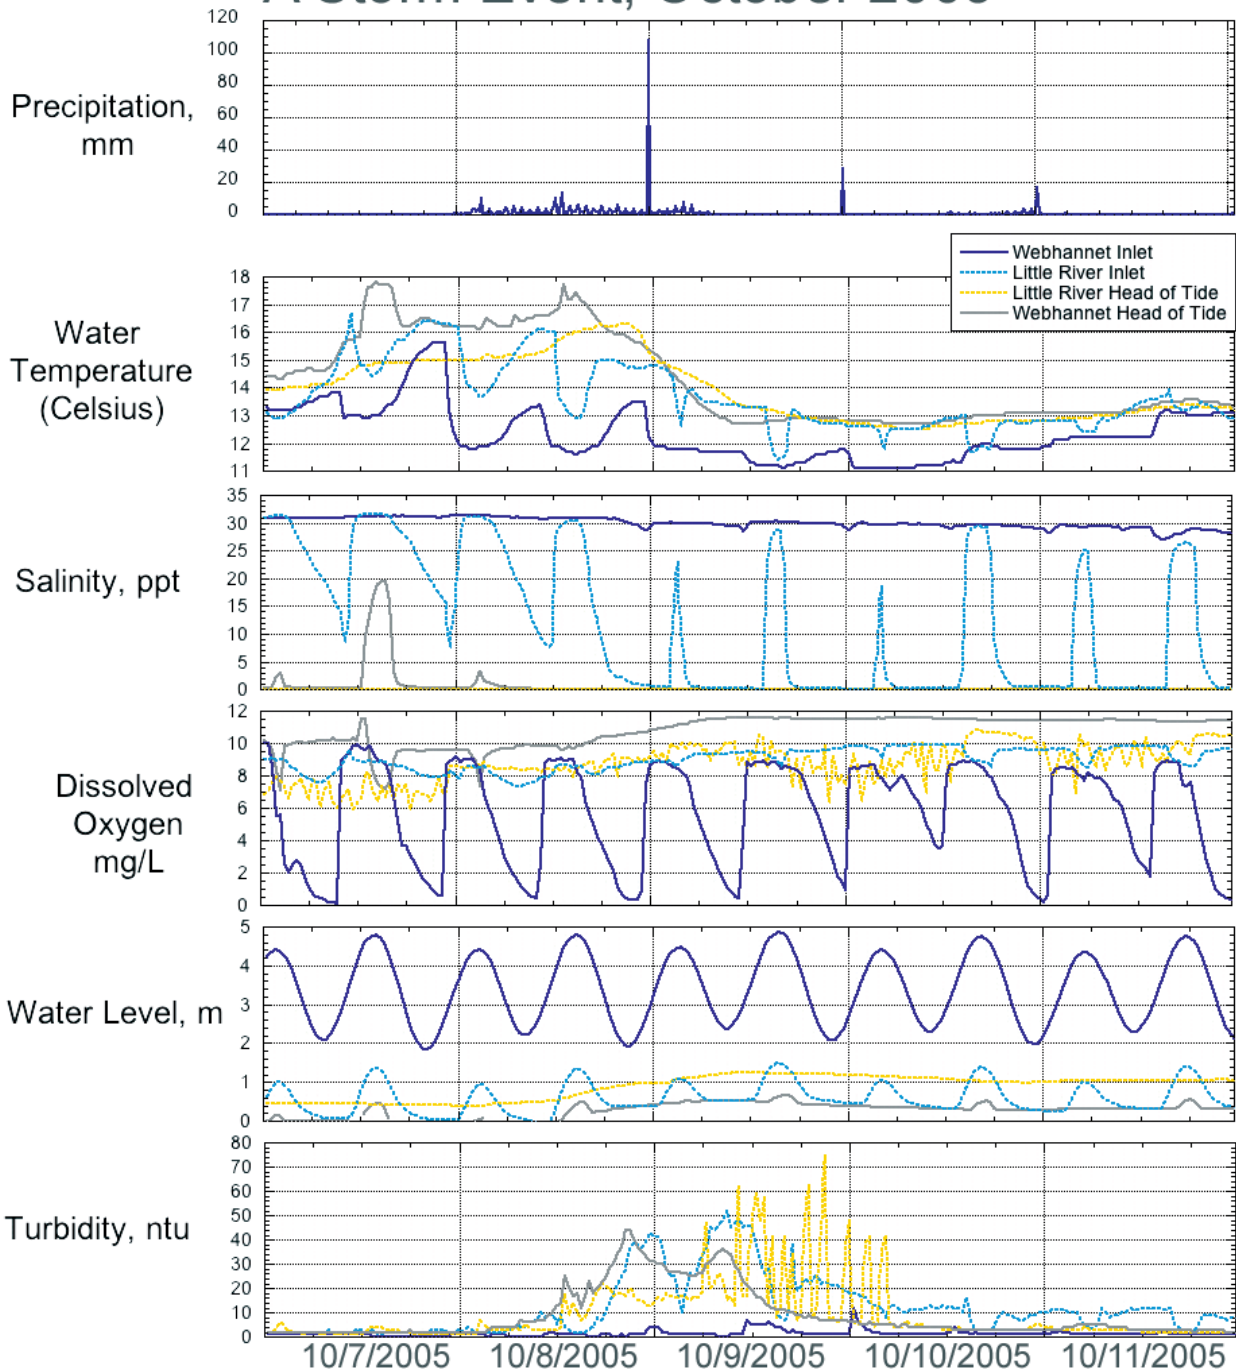 A Storm Event, October 2005
120
100
80
60
40
20
0
Precipitation,
mm
Webhannet Inlet
Little River Inlet
Little River Head of Tide
Webhannet Head of Tide
18
17
16
15
14
13
12
11
Water
Temperature
(Celsius)
35
30
25
20
15
10
5
0
Salinity, ppt
12
10
8
6
4
2
0
Dissolved
Oxygen
mg/L
5
4
3
2
1
0
Water Level, m
80
70
60
50
40
30
20
10
0
Turbidity, ntu
10/7/2005 10/8/2005 10/9/2005 10/10/2005 10/11/2005